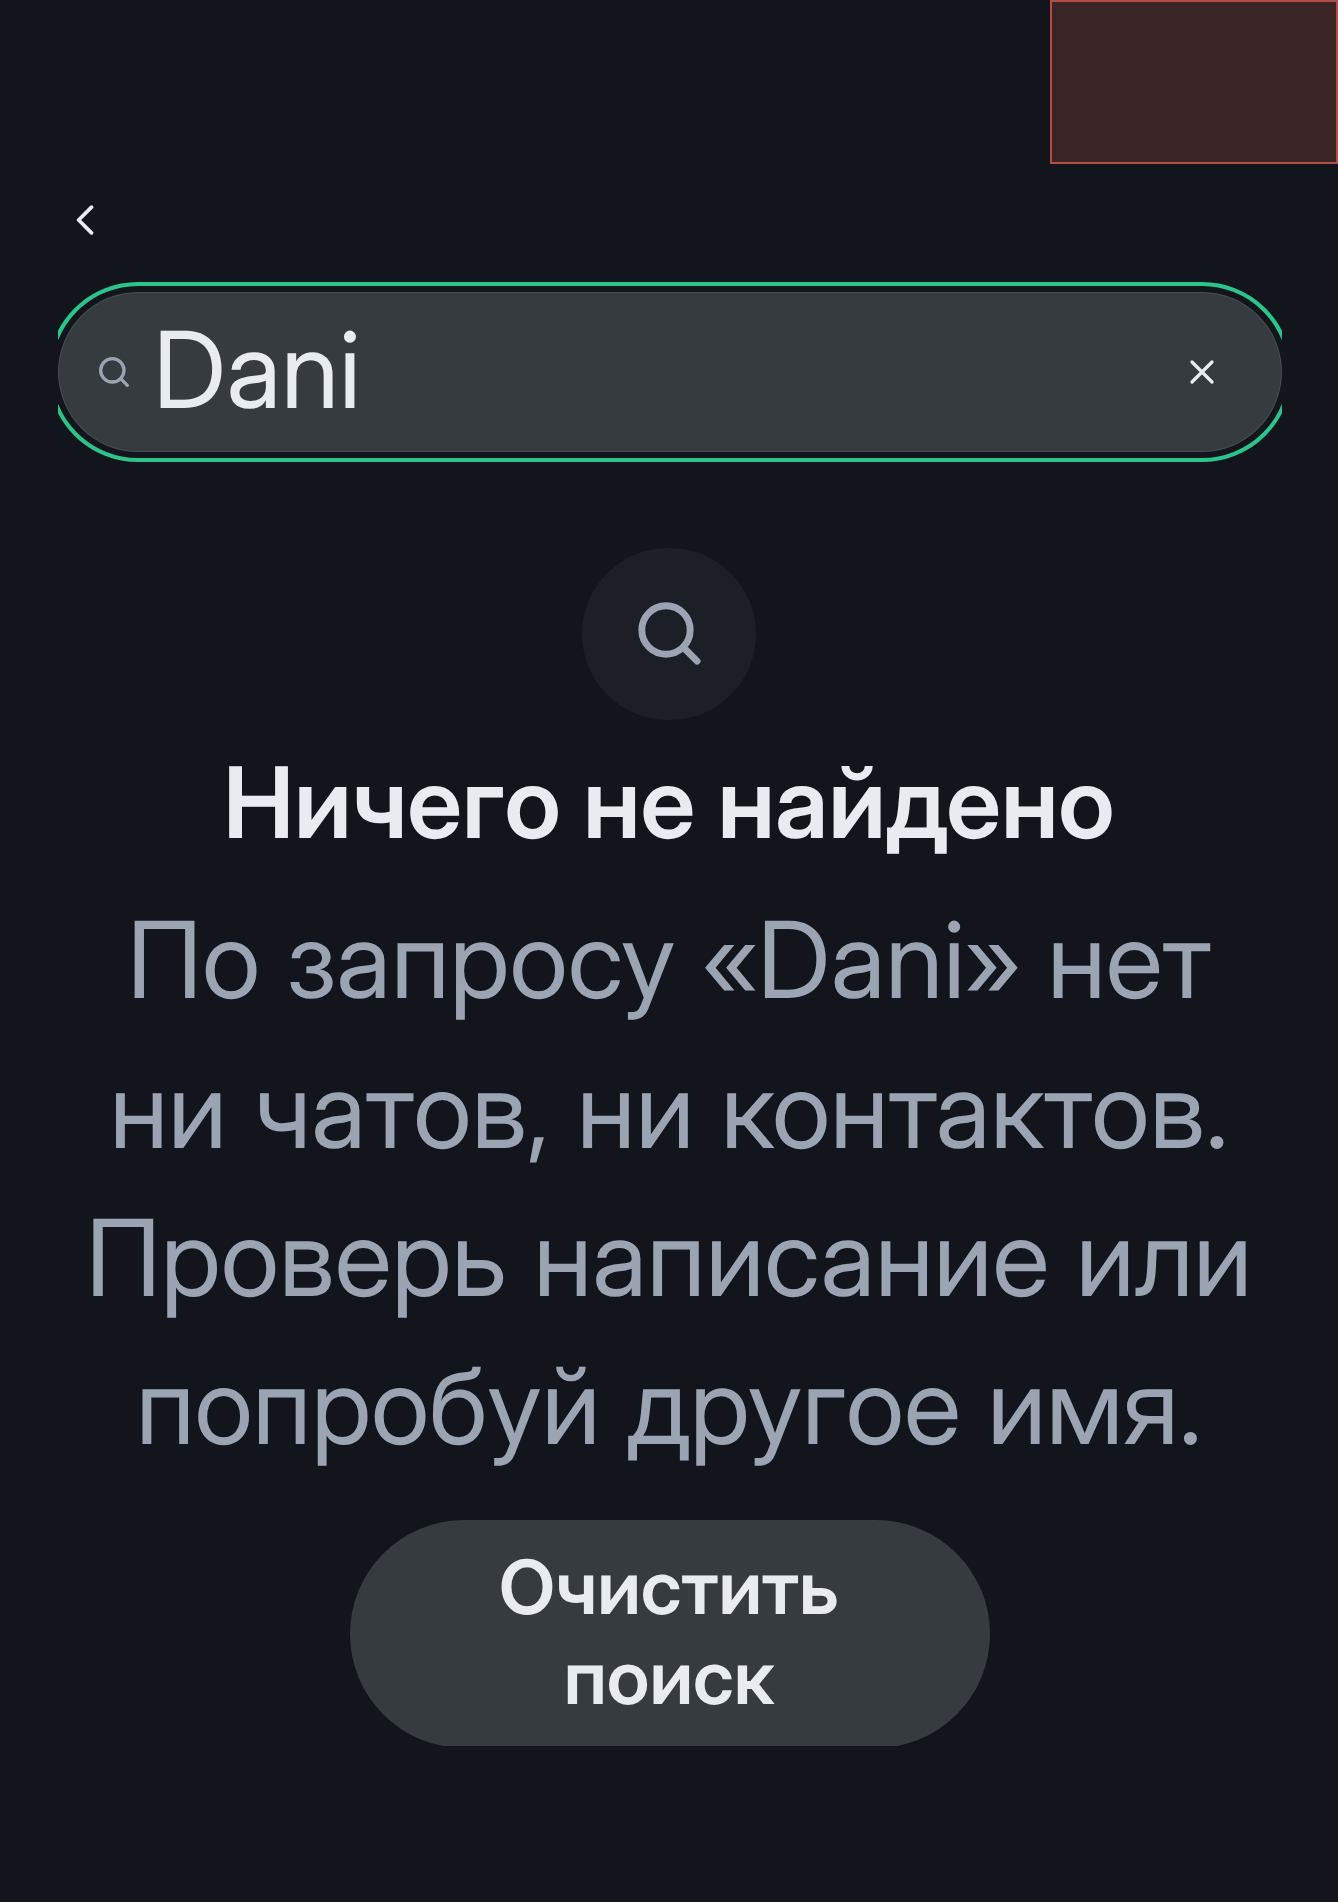 Dani
Ничего не найдено
По запросу «Dani» нет
ни чатов, ни контактов.
Проверь написание или
попробуй другое имя.
Очистить
поиск